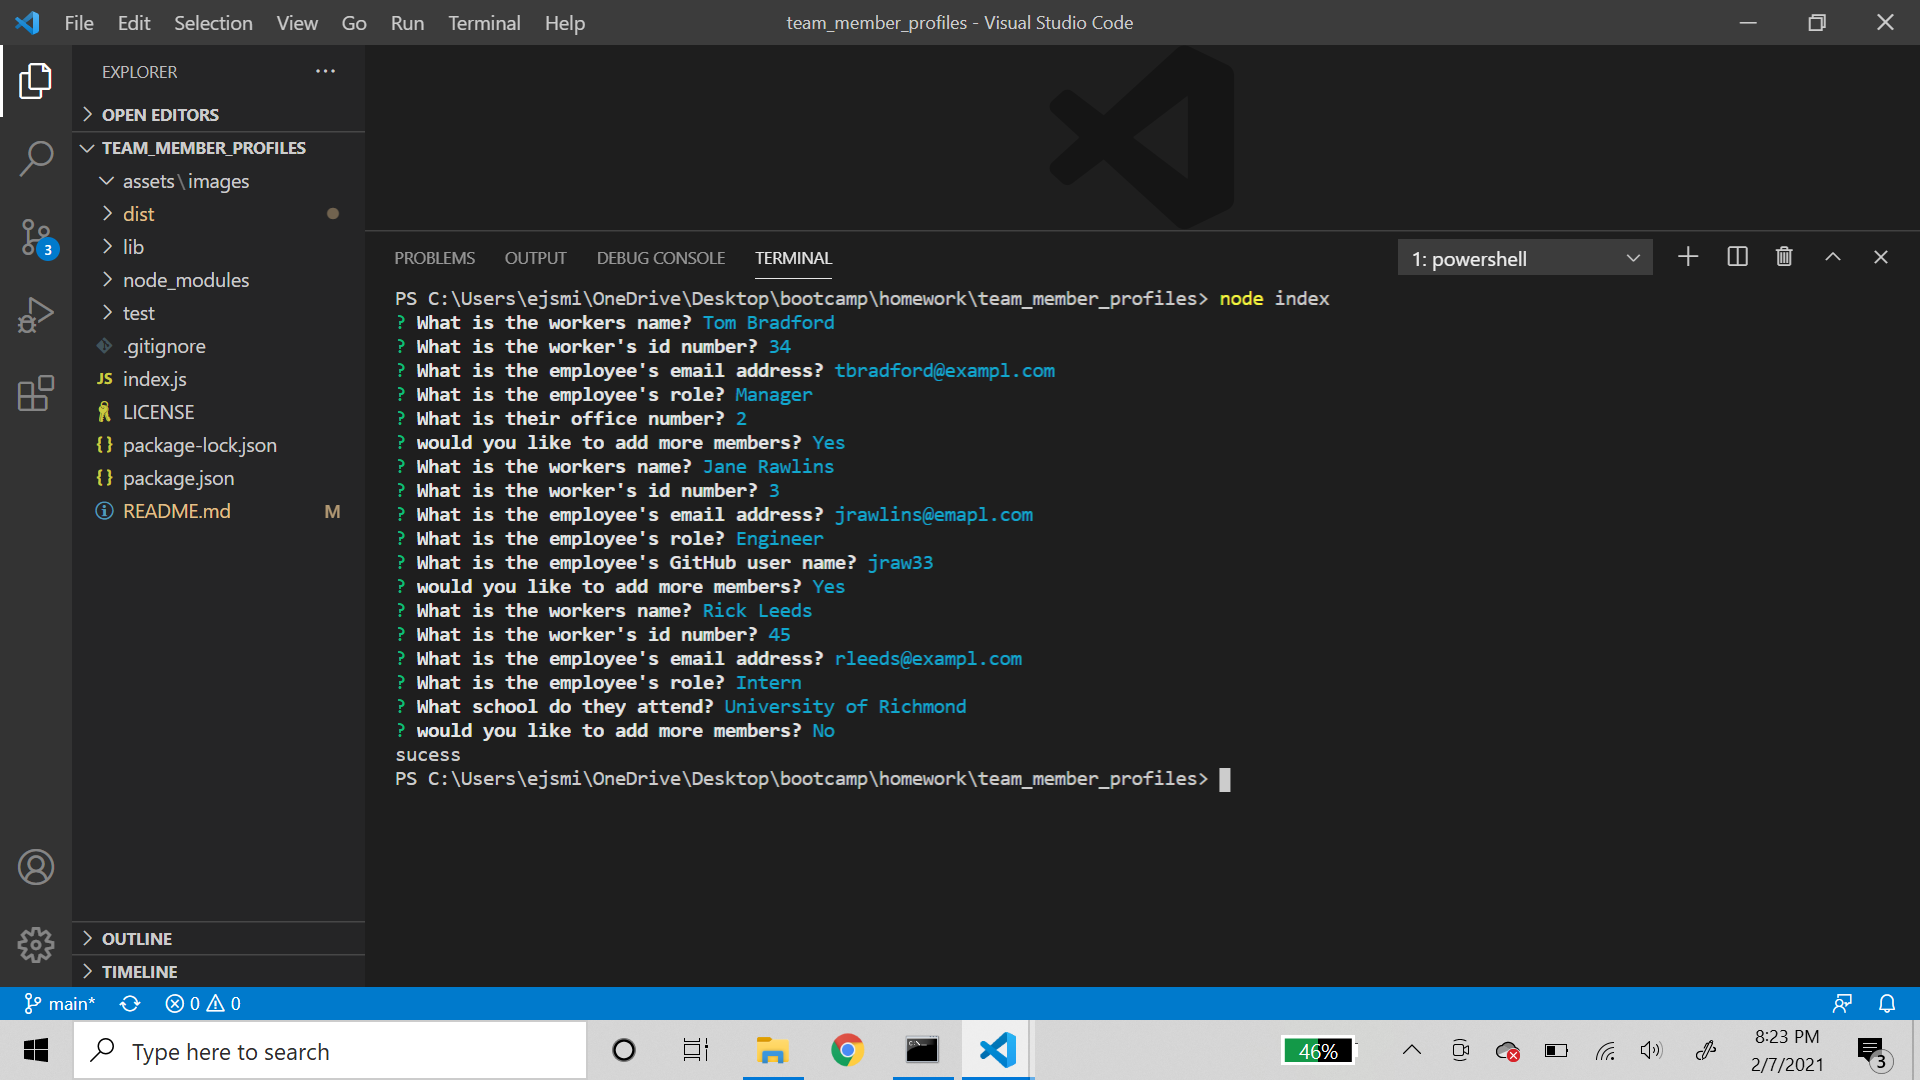 File Edit Selection View Go Run Terminal Help
team_member_profiles - Visual Studio Code
EXPLORER
OPEN EDITORS
TEAM_MEMBER_PROFILES
assets\images
dist
lib
node_modules
test
.gitignore
JS index.js
LICENSE
{} package-lock.json
{} package.json
README.md M
3
OUTLINE
TIMELINE
PROBLEMS OUTPUT DEBUG CONSOLE TERMINAL
1: powershell
PS C:\Users\ejsmi\OneDrive\Desktop\bootcamp\homework\team_member_profiles> node index
? What is the workers name? Tom Bradford
? What is the worker's id number? 34
? What is the employee's email address? tbradford@exampl.com
? What is the employee's role? Manager
? What is their office number? 2
? would you like to add more members? Yes
? What is the workers name? Jane Rawlins
? What is the worker's id number? 3
? What is the employee's email address? jrawlins@emapl.com
? What is the employee's role? Engineer
? What is the employee's GitHub user name? jraw33
? would you like to add more members? Yes
? What is the workers name? Rick Leeds
? What is the worker's id number? 45
? What is the employee's email address? rleeds@exampl.com
? What is the employee's role? Intern
? What school do they attend? University of Richmond
? would you like to add more members? No
sucess
PS C:\Users\ejsmi\OneDrive\Desktop\bootcamp\homework\team_member_profiles>
main* 0 0
Type here to search
46%
8:23 PM
2/7/2021
3